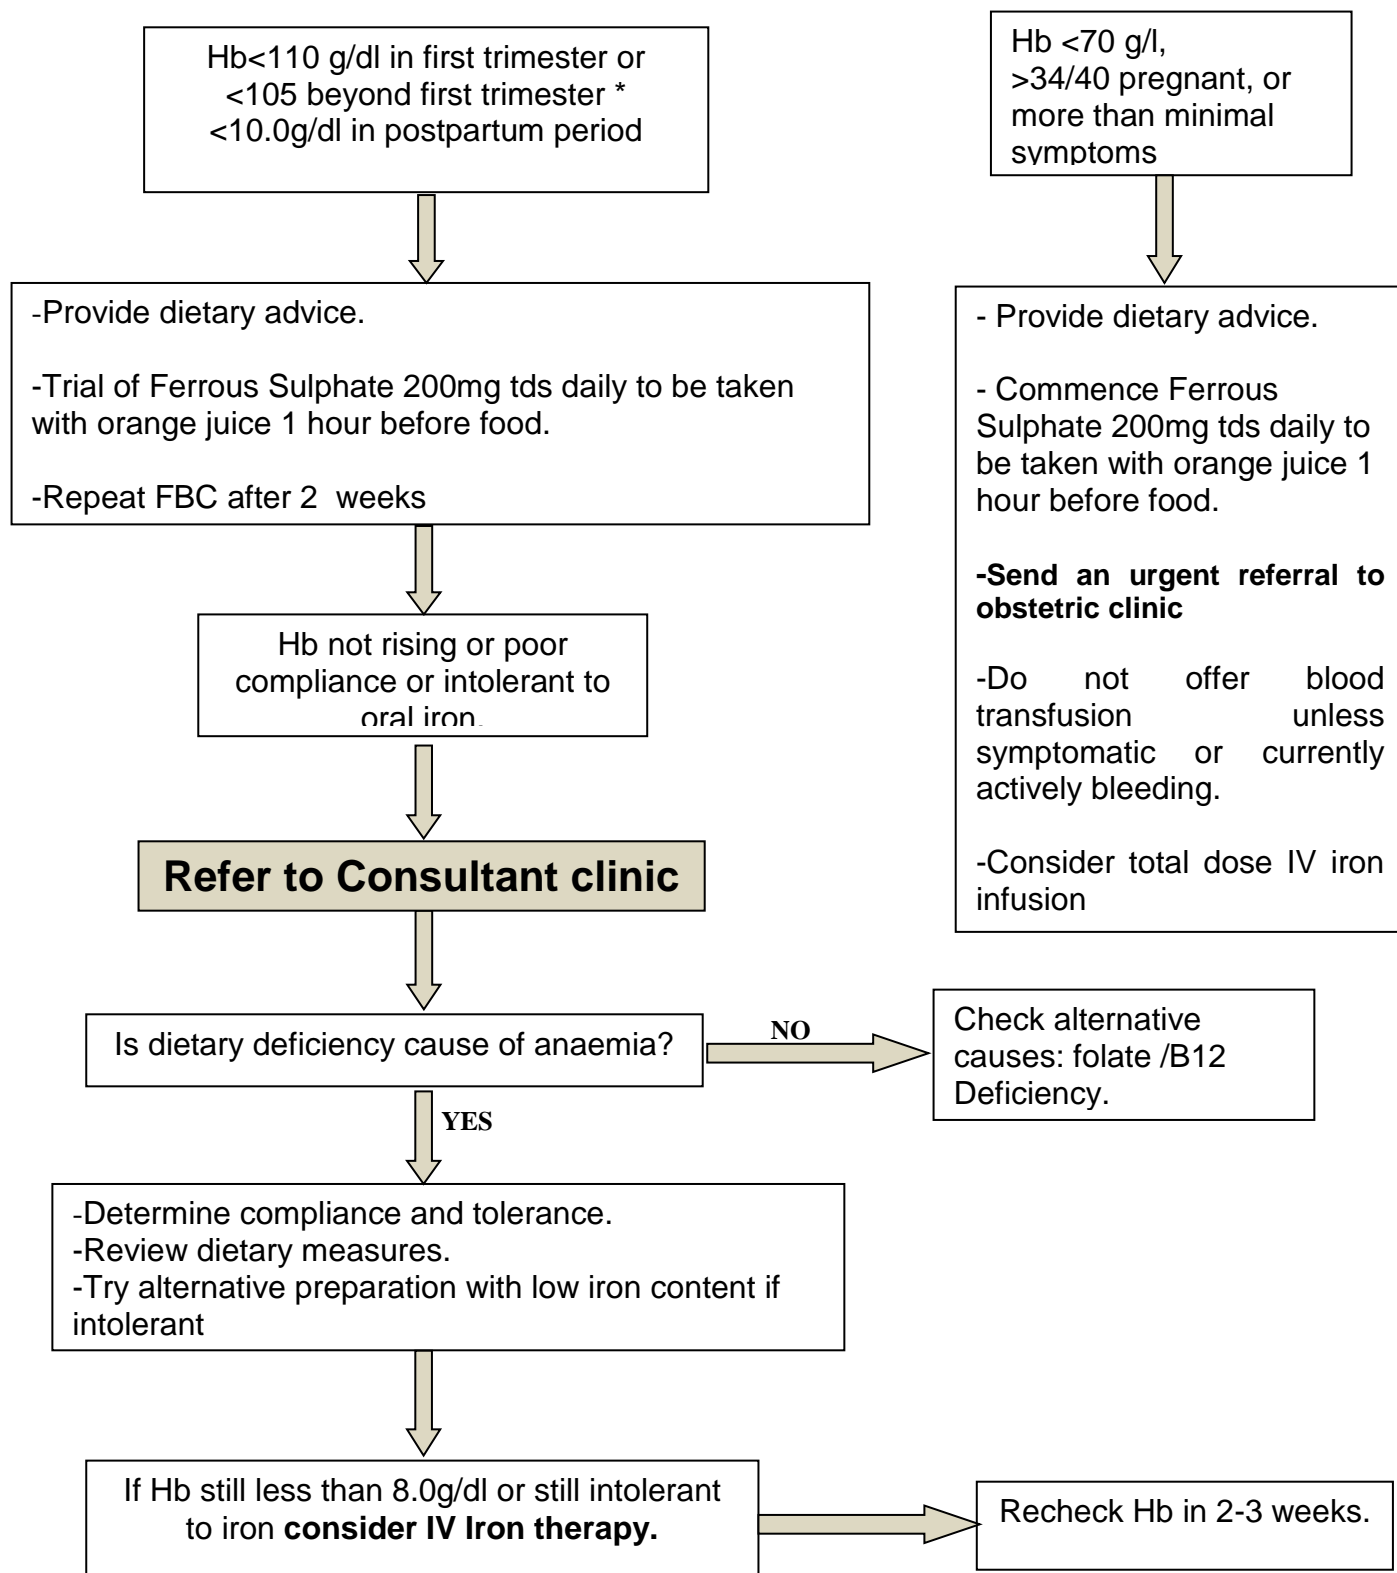 Hb<110 g/dl in first trimester or
<105 beyond first trimester *
<10.0g/dl in postpartum period
Hb <70 g/l,
>34/40 pregnant, or
more than minimal
symptoms
-Provide dietary advice.
-Trial of Ferrous Sulphate 200mg tds daily to be taken
with orange juice 1 hour before food.
-Repeat FBC after 2 weeks
- Provide dietary advice.
- Commence Ferrous
Sulphate 200mg tds daily to
be taken with orange juice 1
hour before food.
-Send an urgent referral to
obstetric clinic
-Do not offer blood
transfusion unless
symptomatic or currently
actively bleeding.
-Consider total dose IV iron
infusion
Hb not rising or poor
compliance or intolerant to
oral iron.
Refer to Consultant clinic
Is dietary deficiency cause of anaemia?
NO
Check alternative
causes: folate /B12
Deficiency.
YES
-Determine compliance and tolerance.
-Review dietary measures.
-Try alternative preparation with low iron content if
intolerant
If Hb still less than 8.0g/dl or still intolerant
to iron consider IV Iron therapy.
Recheck Hb in 2-3 weeks.